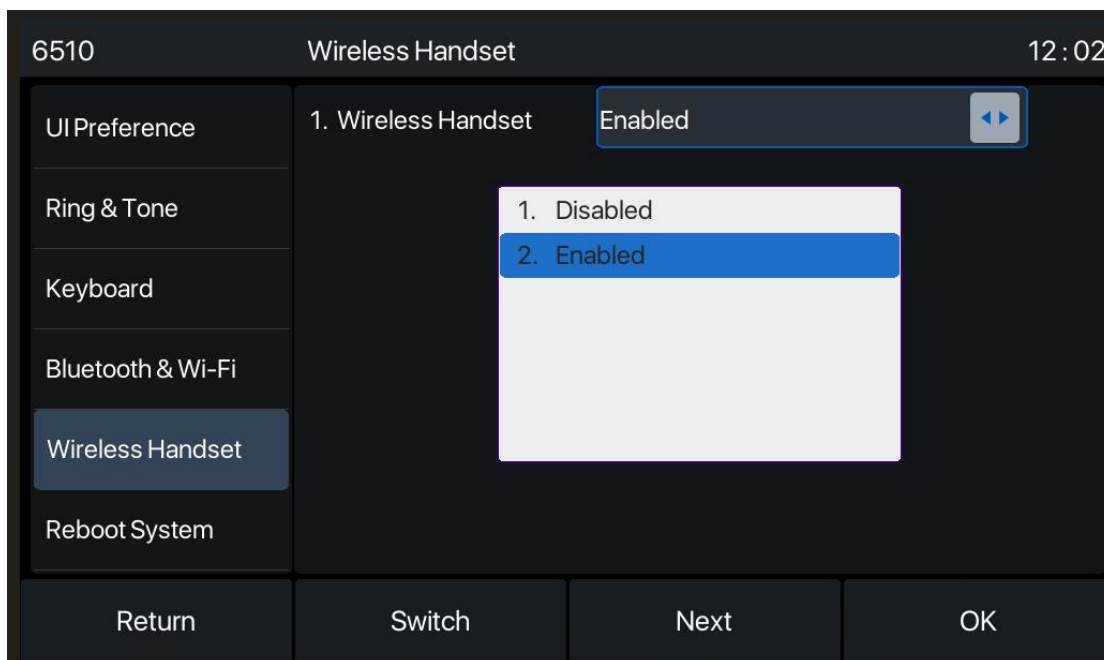 6510 Wireless Handset 12:02
UI Preference
1. Wireless Handset Enabled
Ring & Tone
1. Disabled
2. Enabled
Keyboard
Bluetooth & Wi-Fi
Wireless Handset
Reboot System
Return Switch Next OK